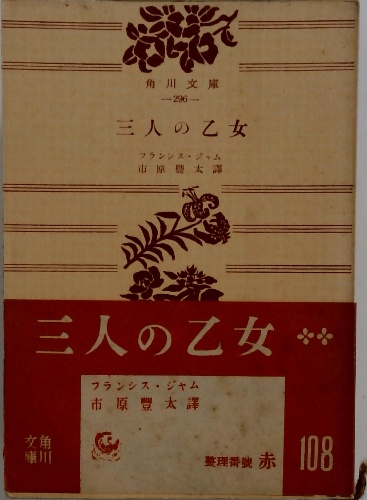 角川文庫
—296—
三人の乙女
フランシス・ジャム
市原豐太譯
三人の乙女
フランシス・ジャム
市原豐太譯
角川文庫
整理番號 赤 108